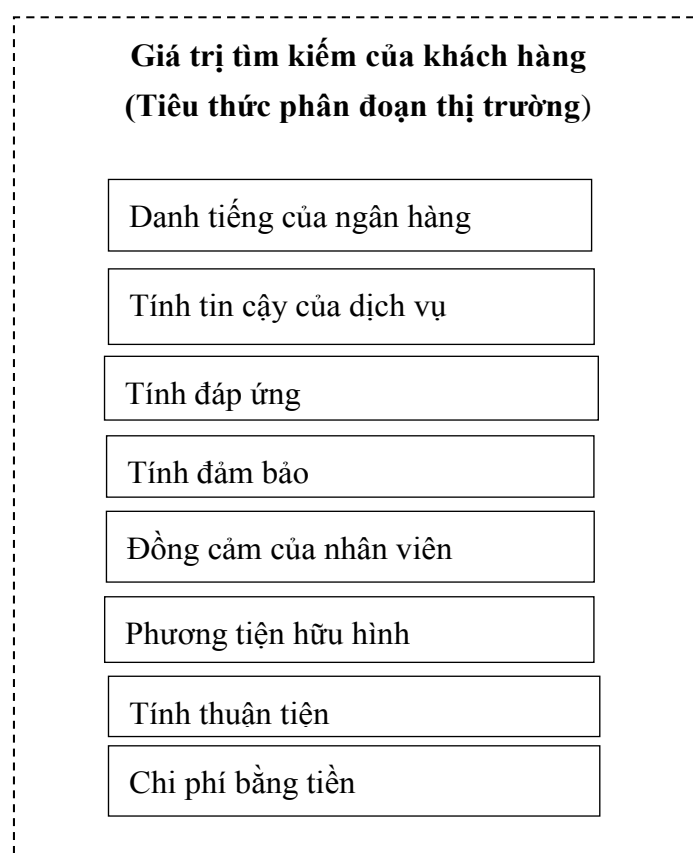 Giá trị tìm kiếm của khách hàng
(Tiêu thức phân đoạn thị trường)
Danh tiếng của ngân hàng
Tính tin cậy của dịch vụ
Tính đáp ứng
Tính đảm bảo
Đồng cảm của nhân viên
Phương tiện hữu hình
Tính thuận tiện
Chi phí bằng tiền